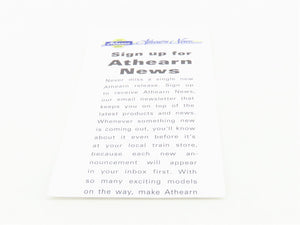 Athearn News
Sign up for
Athearn
News
Never miss a single new
Athearn release. Sign up
to receive Athearn News,
our email newsletter that
keeps you on top of the
latest products and news.
Whenever something new
is coming out, you'll know
about it even before it's
at your local train store,
because each new an-
nouncement will appear
in your inbox first. With
so many exciting models
on the way, make Athearn